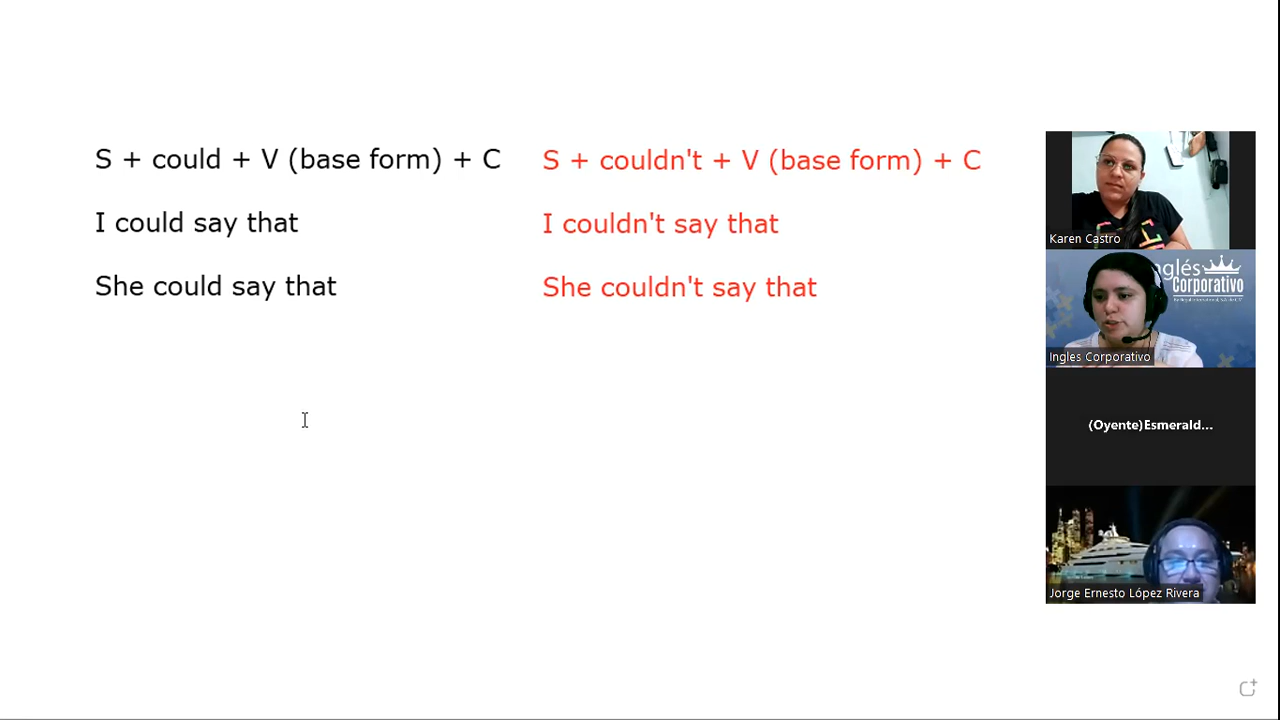 S + could + V (base form) + C
I could say that
She could say that
S + couldn't + V (base form) + C
I couldn't say that
She couldn't say that
Karen Castro
Inglés
Corporativo
Ingles Corporativo
(Oyente)Esmerald...
Jorge Ernesto López Rivera